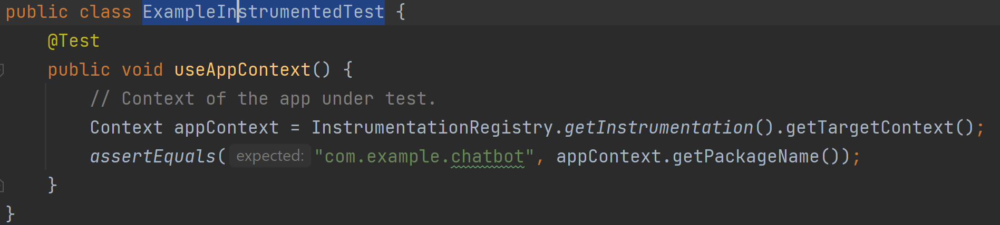 public class ExampleInstrumentedTest {
@Test
public void useAppContext() {
// Context of the app under test.
Context appContext = InstrumentationRegistry.getInstrumentation().getTargetContext();
assertEquals( expected: "com.example.chatbot", appContext.getPackageName());
}
}